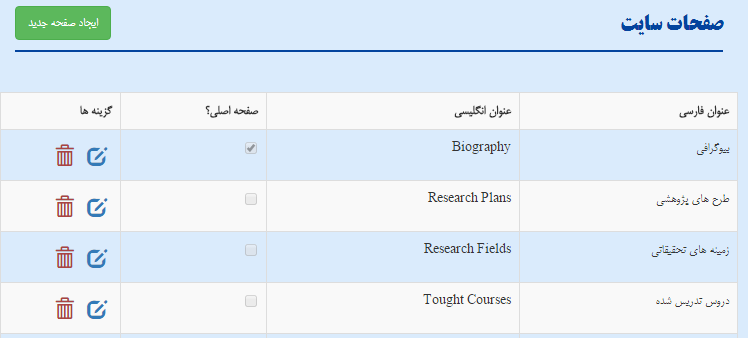 صفحات سایت
ایجاد صفحه جدید
عنوان فارسی عنوان انگلیسی صفحه اصلی؟ گزینه ها
بیوگرافی Biography
طرح های پژوهشی Research Plans
زمینه های تحقیقاتی Research Fields
دروس تدریس شده Tought Courses